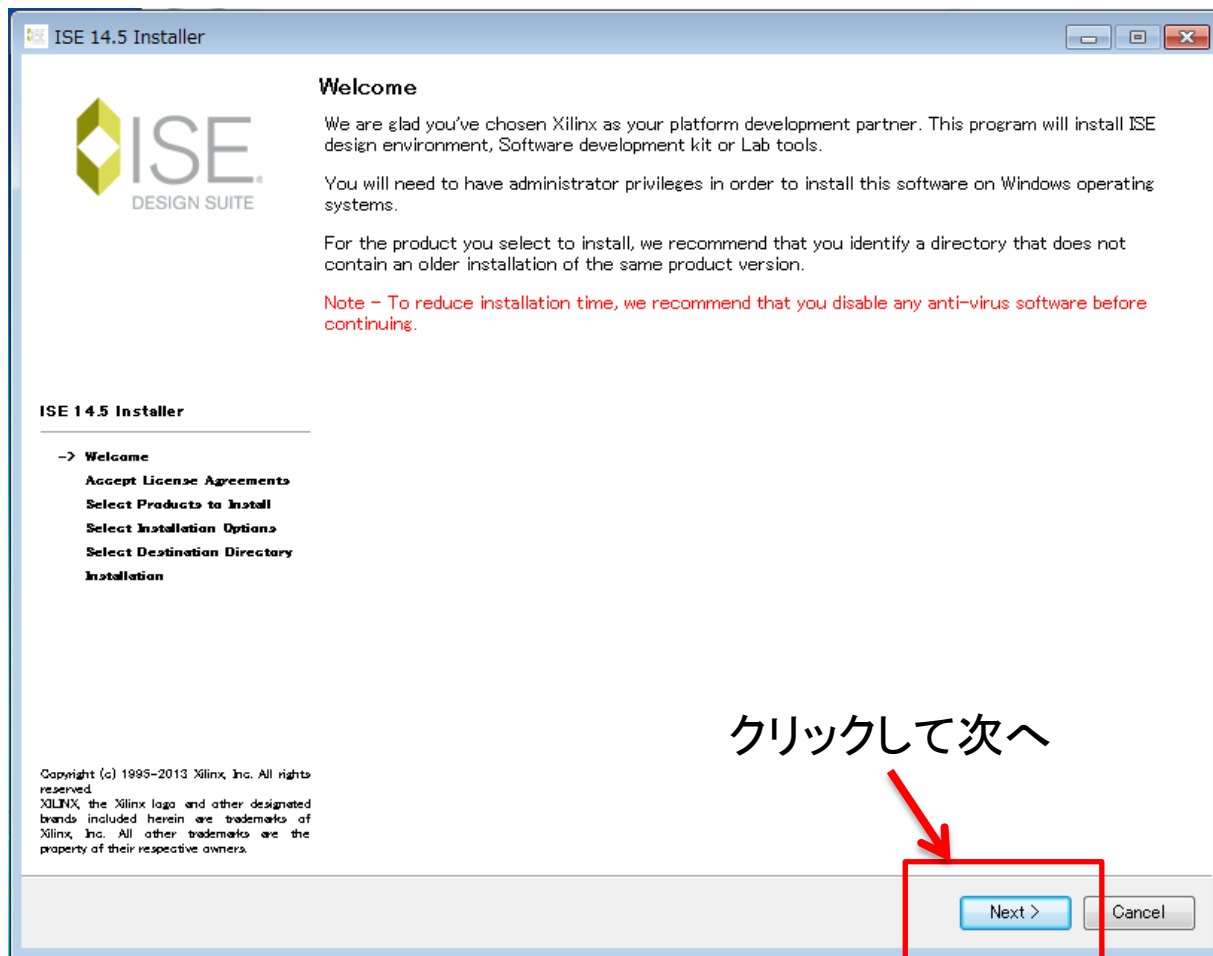 ISE 14.5 Installer
ISE
DESIGN SUITE
Welcome
We are glad you've chosen Xilinx as your platform development partner. This program will install ISE
design environment, Software development kit or Lab tools.
You will need to have administrator privileges in order to install this software on Windows operating
systems.
For the product you select to install, we recommend that you identify a directory that does not
contain an older installation of the same product version.
Note - To reduce installation time, we recommend that you disable any anti-virus software before
continuing.
ISE 14.5 Installer
-> Welcome
Accept License Agreements
Select Products to Install
Select Installation Options
Select Destination Directory
Installation
クリックして次へ
Copyright (c) 1995-2013 Xilinx, Inc. All rights
reserved.
XILINX, the Xilinx logo and other designated
brands included herein are trademarks of
Xilinx, Inc. All other trademarks are the
property of their respective owners.
Next >
Cancel